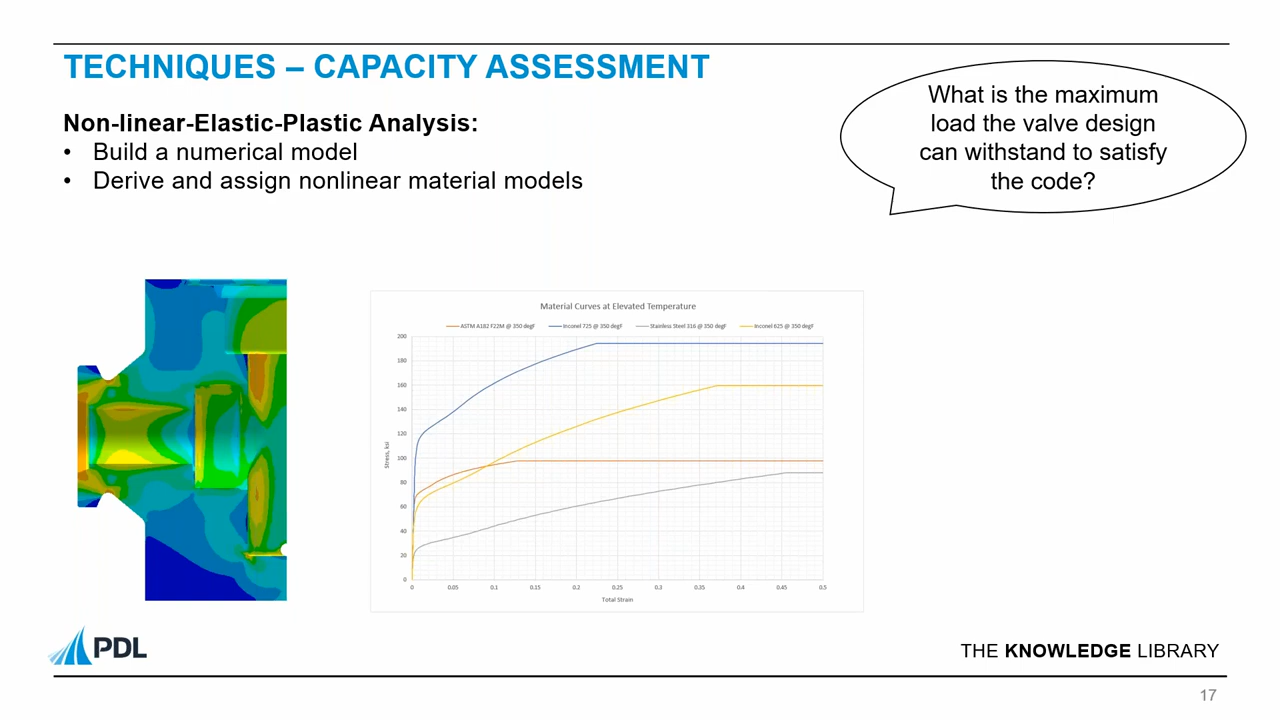 TECHNIQUES – CAPACITY ASSESSMENT
Non-linear-Elastic-Plastic Analysis:
• Build a numerical model
• Derive and assign nonlinear material models
What is the maximum
load the valve design
can withstand to satisfy
the code?
Material Curves at Elevated Temperature
ASTM A182 F22M @ 350 degF Inconel 725 @ 350 degF Stainless Steel 316 @ 350 degF Inconel 625 @ 350 degF
200
180
160
140
120
100
80
60
40
20
0
Stress, ksi
0 0.05 0.1 0.15 0.2 0.25 0.3 0.35 0.4 0.45 0.5
Total Strain
PDL
THE KNOWLEDGE LIBRARY
17